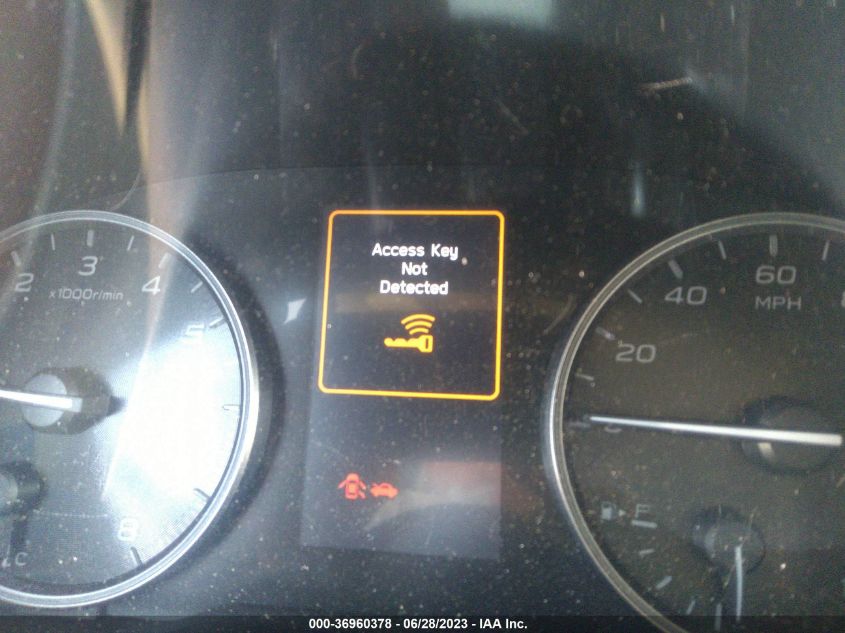 Access Key
Not
Detected
2
3
4
5
x1000r/min
8
C
20
40
60
MPH
F
000-36960378 - 06/28/2023 - IAA Inc.